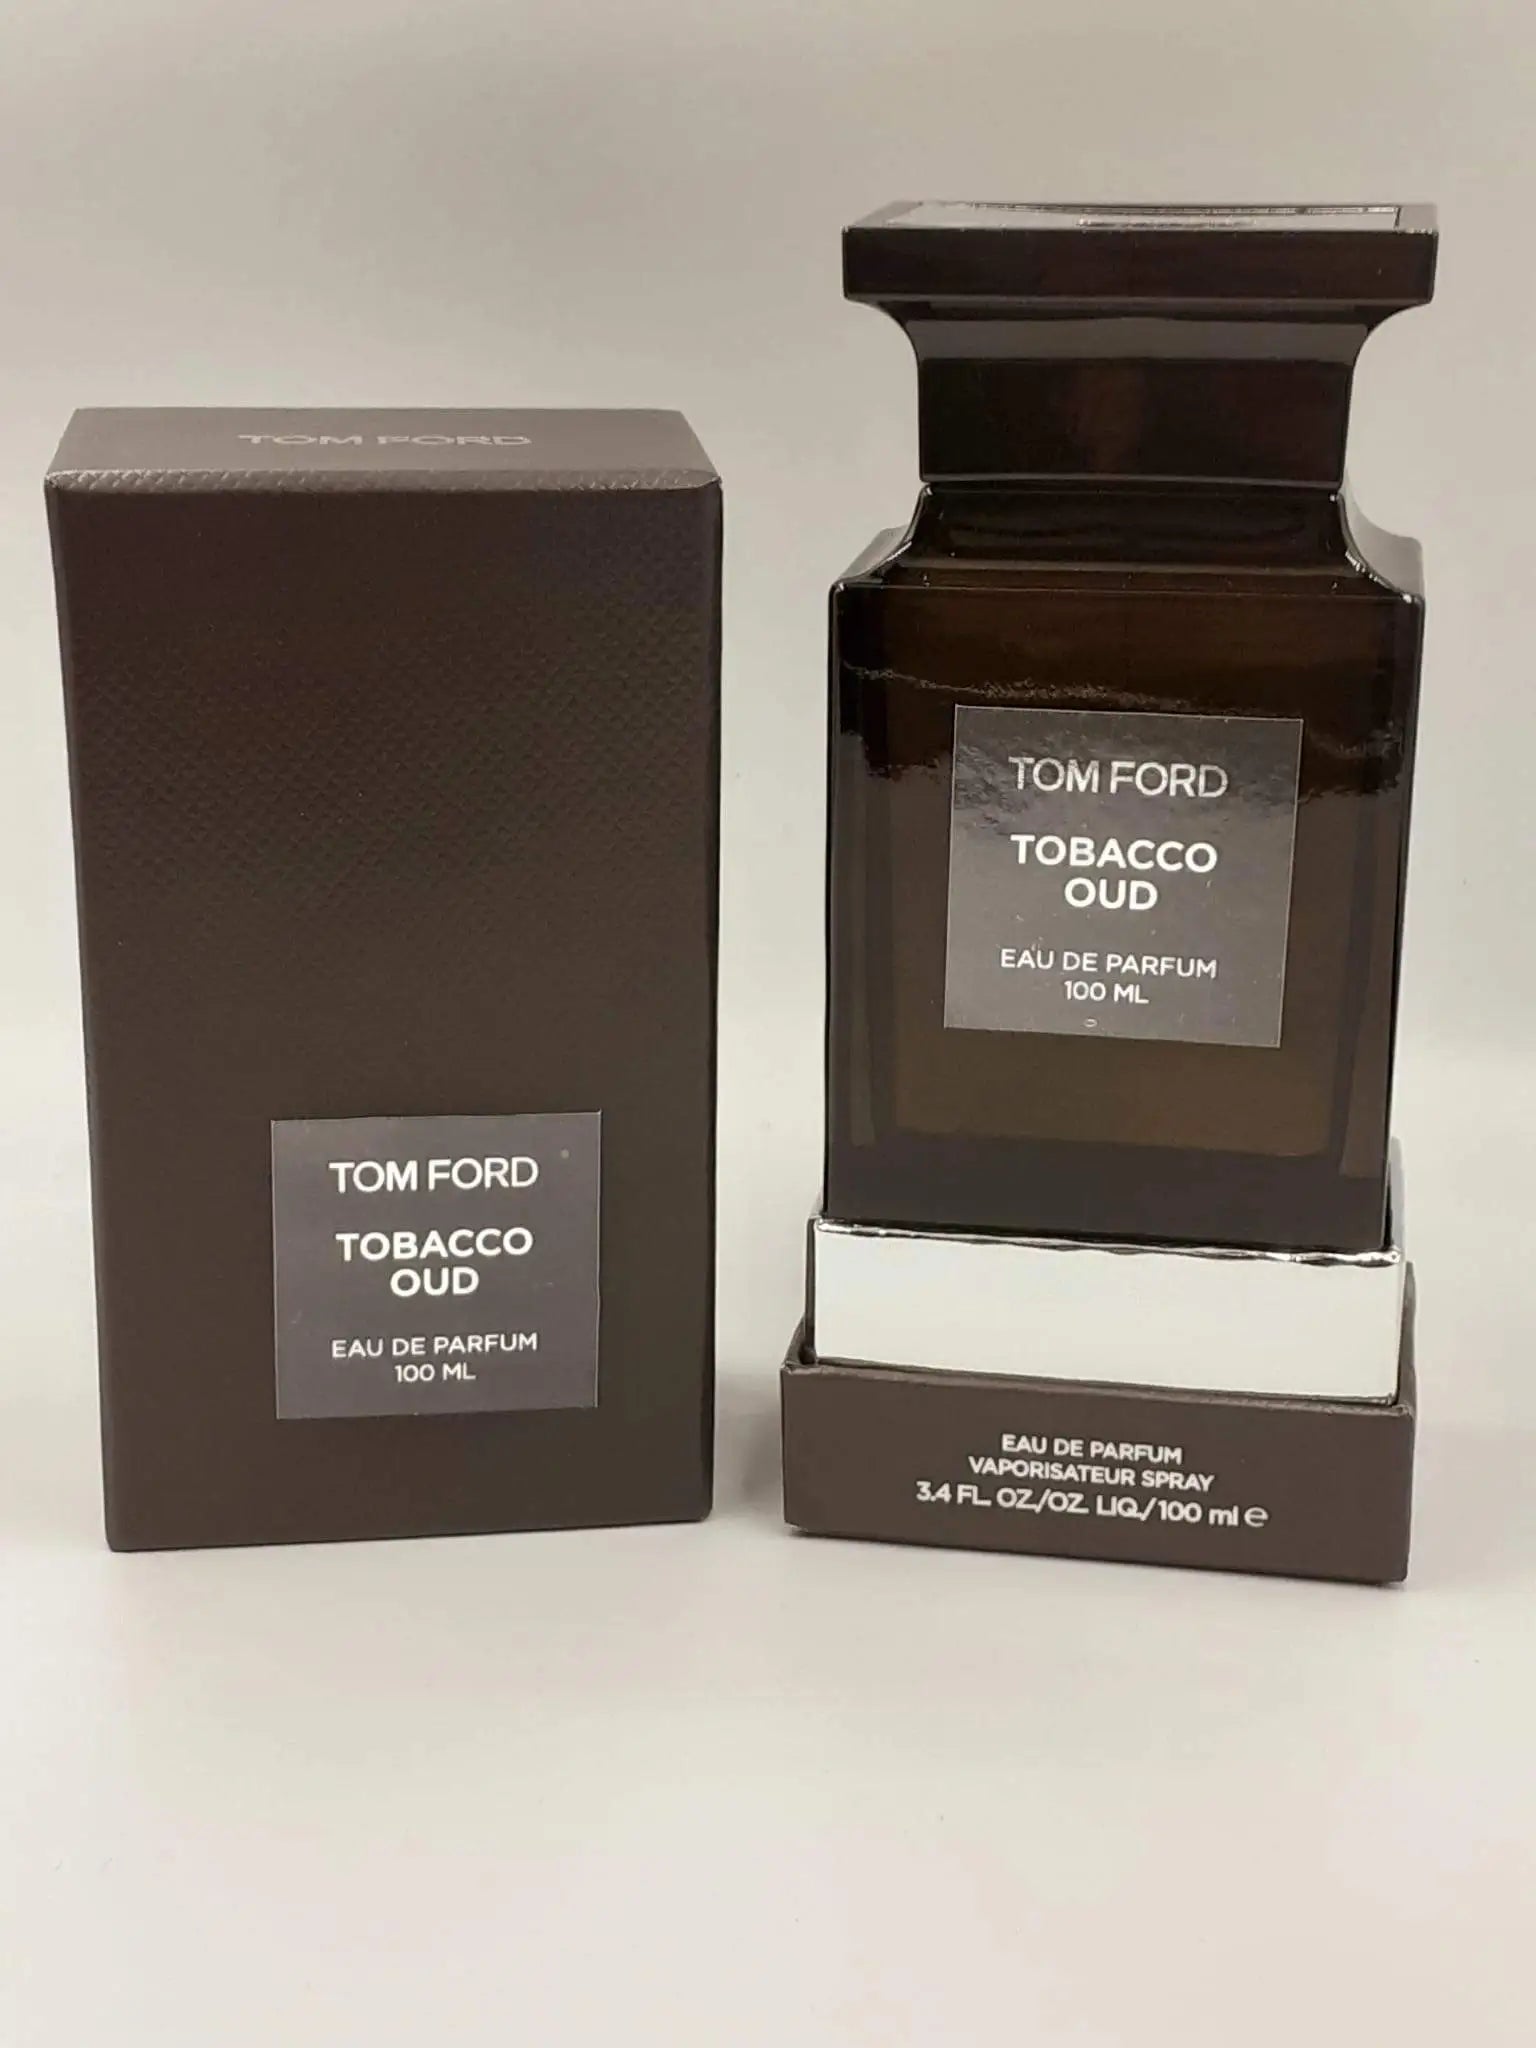 TOM FORD
TOM FORD
TOBACCO
OUD
EAU DE PARFUM
100 ML
TOM FORD
TOBACCO
OUD
EAU DE PARFUM
100 ML
EAU DE PARFUM
VAPORISATEUR SPRAY
3.4 FL. OZ./OZ. LIQ./100 ml e